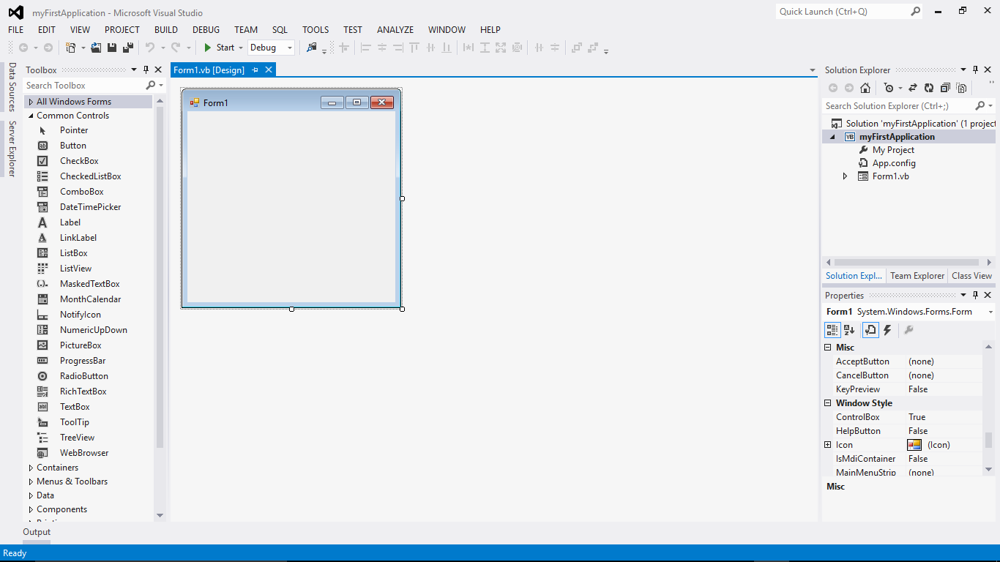 myFirstApplication - Microsoft Visual Studio
Quick Launch (Ctrl+Q)
FILE EDIT VIEW PROJECT BUILD DEBUG TEAM SQL TOOLS TEST ANALYZE WINDOW HELP
Start Debug
Data Sources
Server Explorer
Toolbox
Search Toolbox
All Windows Forms
Common Controls
Pointer
Button
CheckBox
CheckedListBox
ComboBox
DateTimePicker
Label
LinkLabel
ListBox
ListView
MaskedTextBox
MonthCalendar
NotifyIcon
NumericUpDown
PictureBox
ProgressBar
RadioButton
RichTextBox
TextBox
ToolTip
TreeView
WebBrowser
Containers
Menus & Toolbars
Data
Components
Form1.vb [Design]
Form1
Solution Explorer
Search Solution Explorer (Ctrl+;)
Solution 'myFirstApplication' (1 project
myFirstApplication
My Project
App.config
Form1.vb
Solution Expl... Team Explorer Class View
Properties
Form1 System.Windows.Forms.Form
Misc
AcceptButton (none)
CancelButton (none)
KeyPreview False
Window Style
ControlBox True
HelpButton False
Icon (Icon)
IsMdiContainer False
MainMenuStrip (none)
Misc
Output
Ready